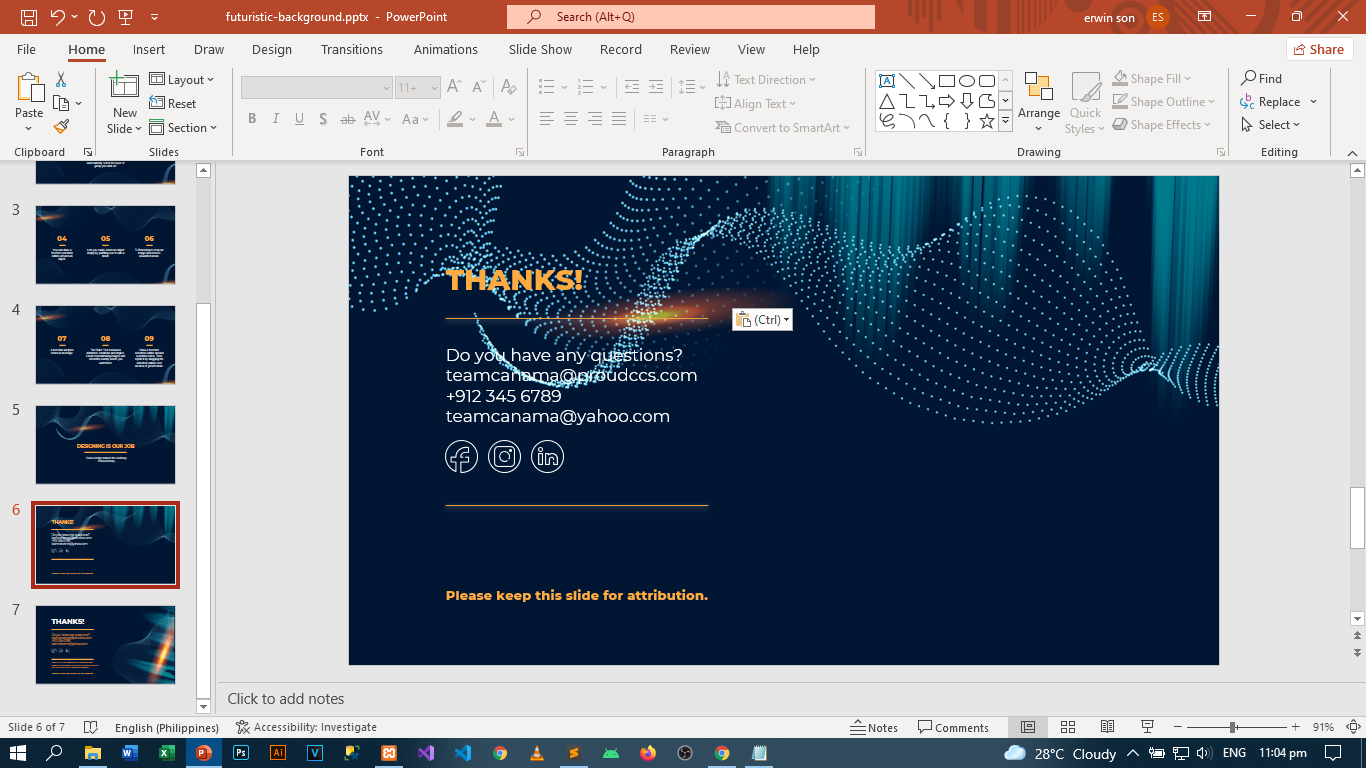 futuristic-background.pptx - PowerPoint
Search (Alt+Q)
erwin son
ES
File
Home
Insert
Draw
Design
Transitions
Animations
Slide Show
Record
Review
View
Help
Share
Paste
Clipboard
New
Slide
Layout
Reset
Section
Slides
11+
B I U S ab AV Aa A
Font
Text Direction
Align Text
Convert to SmartArt
Paragraph
Arrange
Quick
Styles
Shape Fill
Shape Outline
Shape Effects
Drawing
Find
Replace
Select
Editing
3
04 05 06
4
07 08 09
5
DESIGNING IS OUR JOB
6
THANKS!
7
THANKS!
THANKS!
(Ctrl)
Do you have any questions?
teamcanama@proudccs.com
+912 345 6789
teamcanama@yahoo.com
Please keep this slide for attribution.
Click to add notes
Slide 6 of 7
English (Philippines)
Accessibility: Investigate
Notes
Comments
91%
28°C Cloudy
ENG
11:04 pm